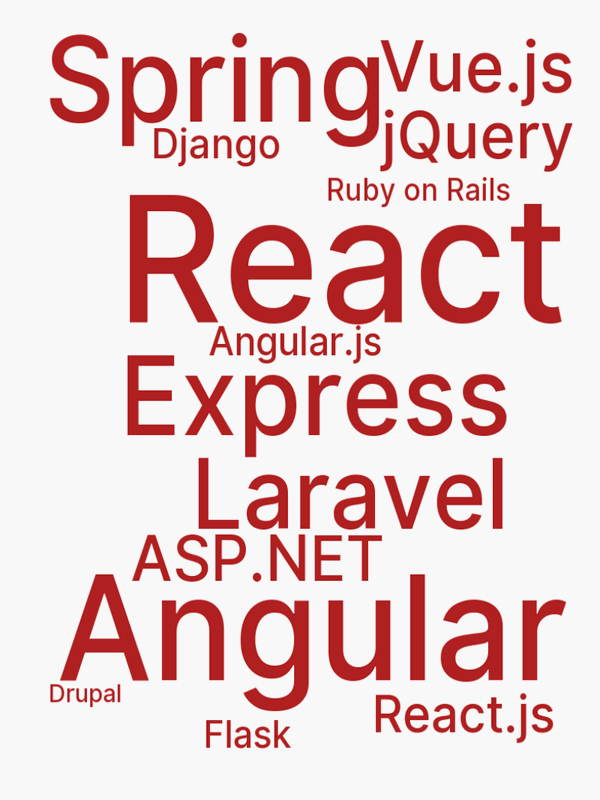 Spring
Vue.js
jQuery
Django
Ruby on Rails
React
Angular.js
Express
Laravel
ASP.NET
Angular
Drupal
React.js
Flask